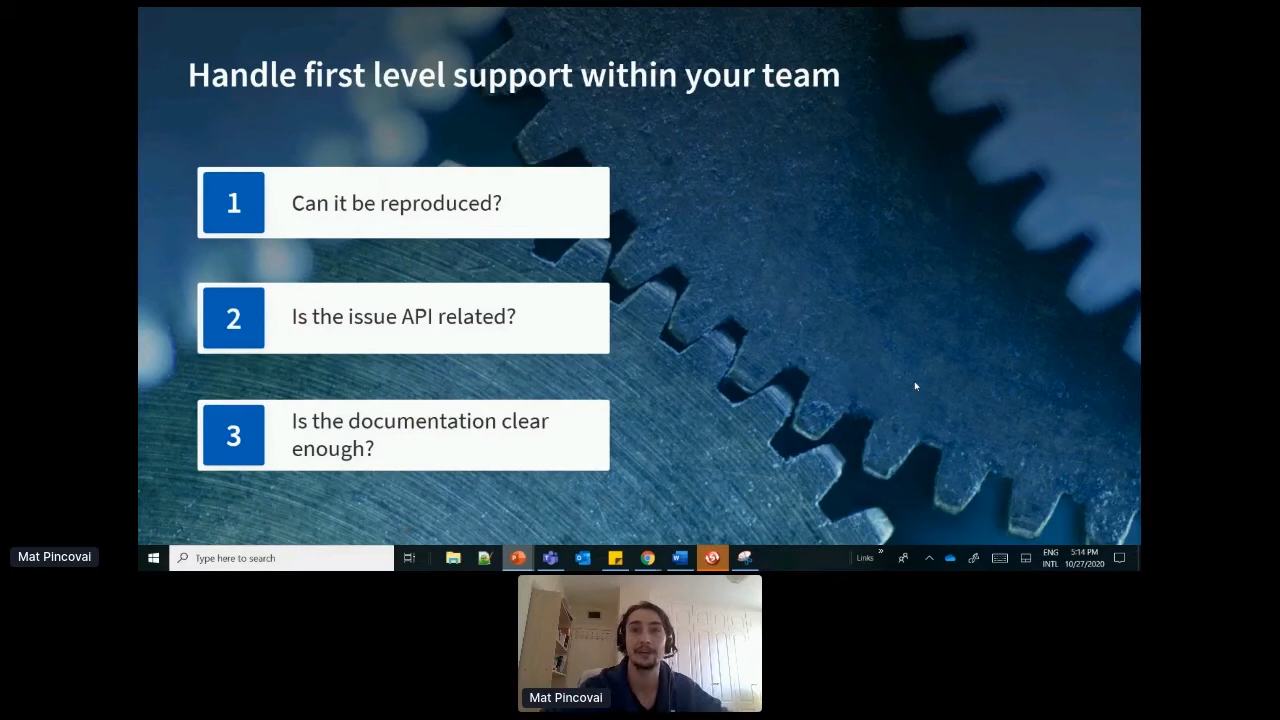 Handle first level support within your team
1
Can it be reproduced?
2
Is the issue API related?
3
Is the documentation clear
enough?
Mat Pincovai
Type here to search
Links
ENG
INTL
5:14 PM
10/27/2020
Mat Pincovai